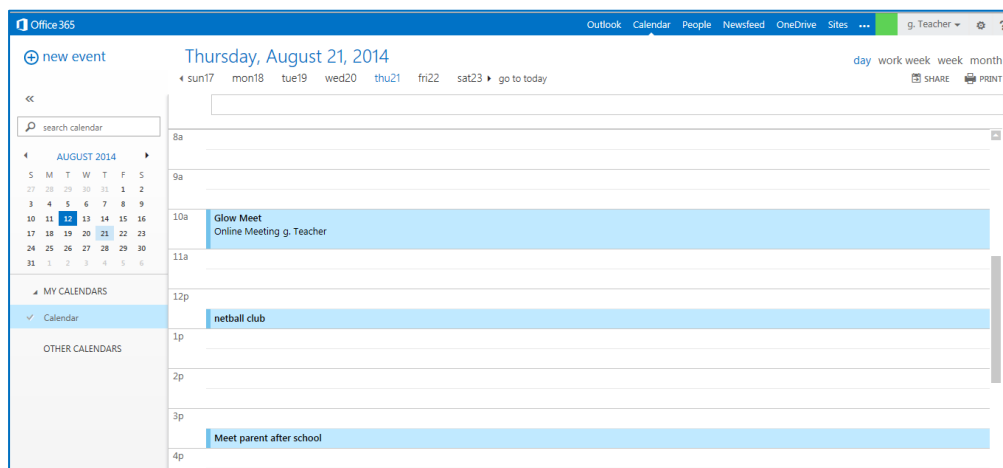 Office 365
Outlook Calendar People Newsfeed OneDrive Sites ••• g. Teacher ?
new event
Thursday, August 21, 2014
sun17 mon18 tue19 wed20 thu21 fri22 sat23 go to today
day work week week month
SHARE PRINT
«
search calendar
AUGUST 2014
S M T W T F S
27 28 29 30 31 1 2
3 4 5 6 7 8 9
10 11 12 13 14 15 16
17 18 19 20 21 22 23
24 25 26 27 28 29 30
31 1 2 3 4 5 6
MY CALENDARS
Calendar
OTHER CALENDARS
8a
9a
10a
Glow Meet
Online Meeting g. Teacher
11a
12p
netball club
1p
2p
3p
Meet parent after school
4p